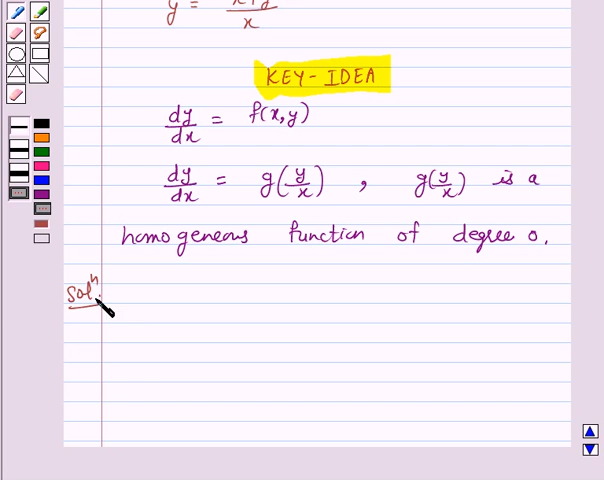 y = x+y/x
KEY-IDEA
dy/dx = f(x,y)
dy/dx = g(y/x) , g(y/x) is a
homogeneous function of degree 0.
Solⁿ.